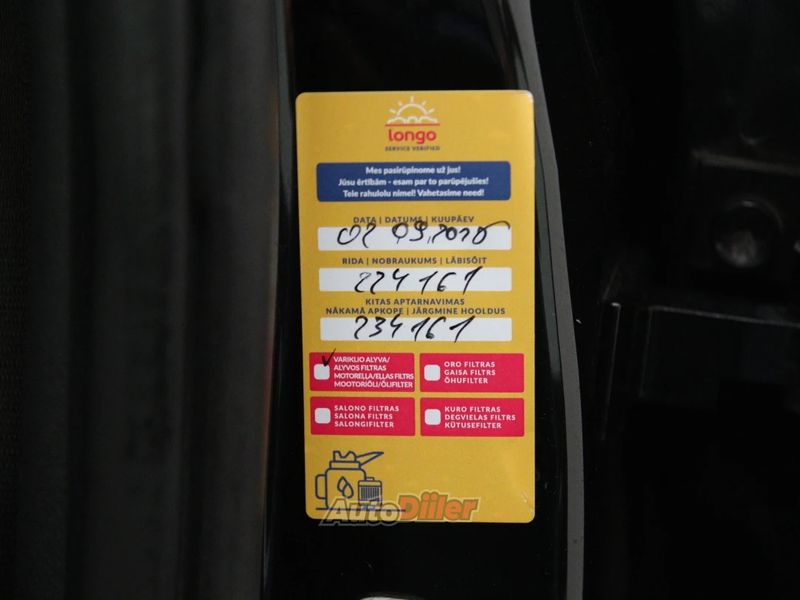 longo
SERVICE VERIFIED
Mes pasirūpinome už jus!
Jūsu ērtībām - esam par to parūpējušies!
Teie rahulolu nimel! Vahetasime need!
DATA | DATUMS | KUUPÄEV
02 09.20
RIDA | NOBRAUKUMS | LÄBISÕIT
224161
KITAS APTARNAVIMAS
NĀKAMĀ APKOPE | JÄRGMINE HOOLDUS
234161
VARIKLIO ALYVA/
ALYVOS FILTRAS
MOTOREĻĻA/EĻĻAS FILTRS
MOOTORIÕLI/ÕLIFILTER
ORO FILTRAS
GAISA FILTRS
ÕHUFILTER
SALONO FILTRAS
SALONA FILTRS
SALONGIFILTER
KURO FILTRAS
DEGVIELAS FILTRS
KÜTUSEFILTER
AutoDiiler